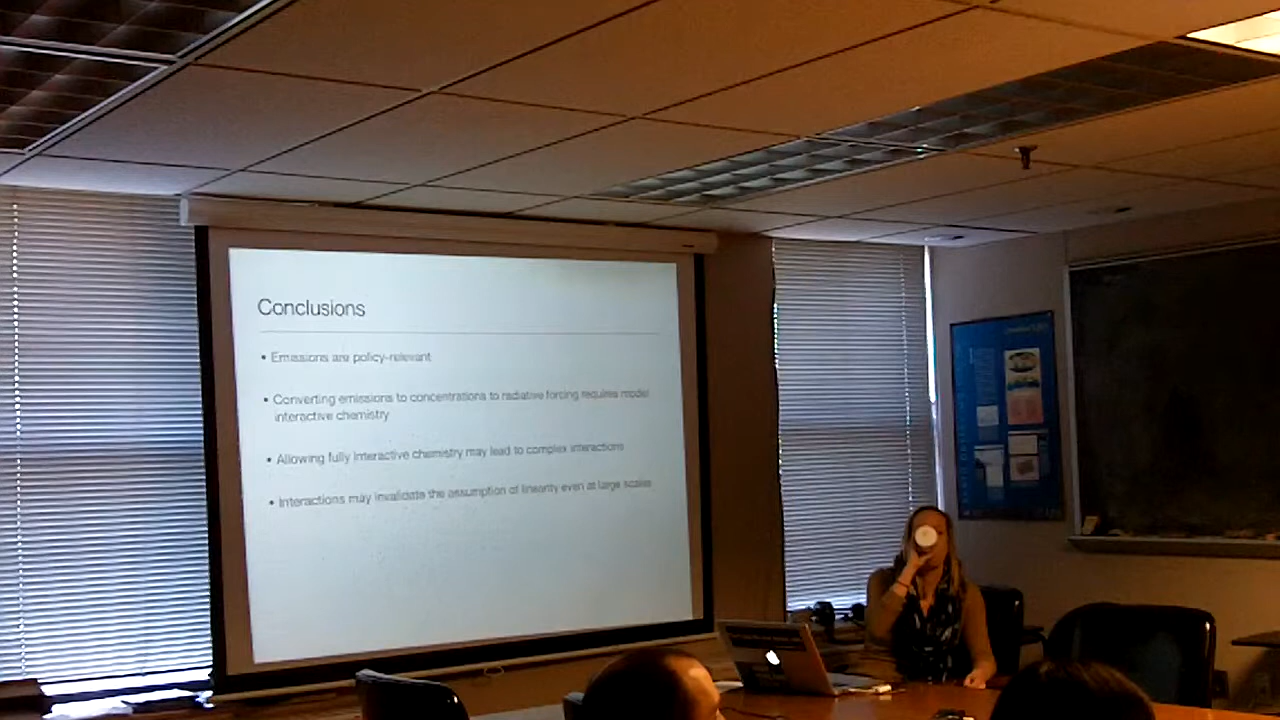 Conclusions
• Emissions are policy-relevant
• Converting emissions to concentrations to radiative forcing requires model
interactive chemistry
• Allowing fully interactive chemistry may lead to complex interactions
• Interactions may invalidate the assumption of linearity even at large scales